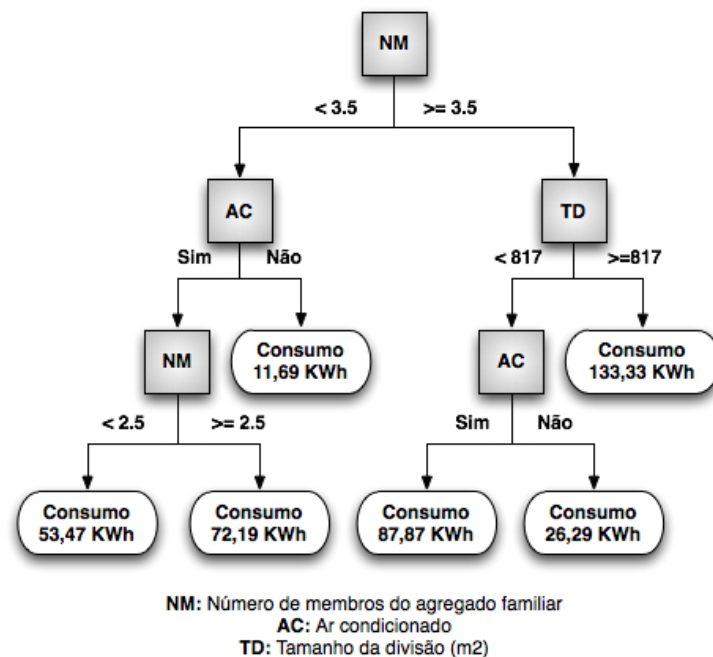 NM
< 3.5 >= 3.5
AC TD
Sim Não < 817 >=817
NM
Consumo
11,69 KWh
AC
Consumo
133,33 KWh
< 2.5 >= 2.5 Sim Não
Consumo
53,47 KWh
Consumo
72,19 KWh
Consumo
87,87 KWh
Consumo
26,29 KWh
NM: Número de membros do agregado familiar
AC: Ar condicionado
TD: Tamanho da divisão (m2)